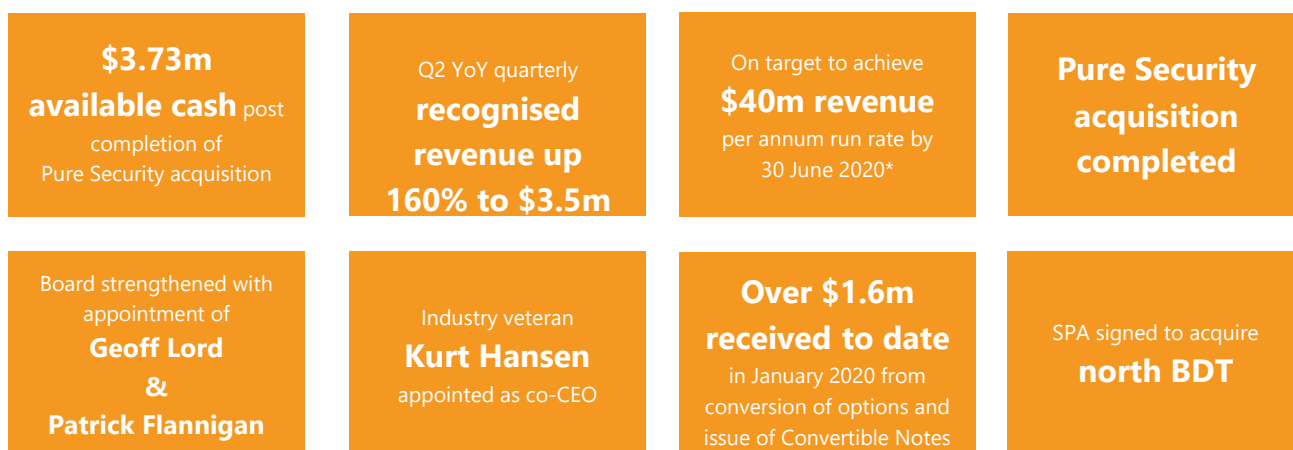 $3.73m
available cash post
completion of
Pure Security acquisition
Q2 YoY quarterly
recognised
revenue up
160% to $3.5m
On target to achieve
$40m revenue
per annum run rate by
30 June 2020*
Pure Security
acquisition
completed
Board strengthened with
appointment of
Geoff Lord
&
Patrick Flannigan
Industry veteran
Kurt Hansen
appointed as co-CEO
Over $1.6m
received to date
in January 2020 from
conversion of options and
issue of Convertible Notes
SPA signed to acquire
north BDT